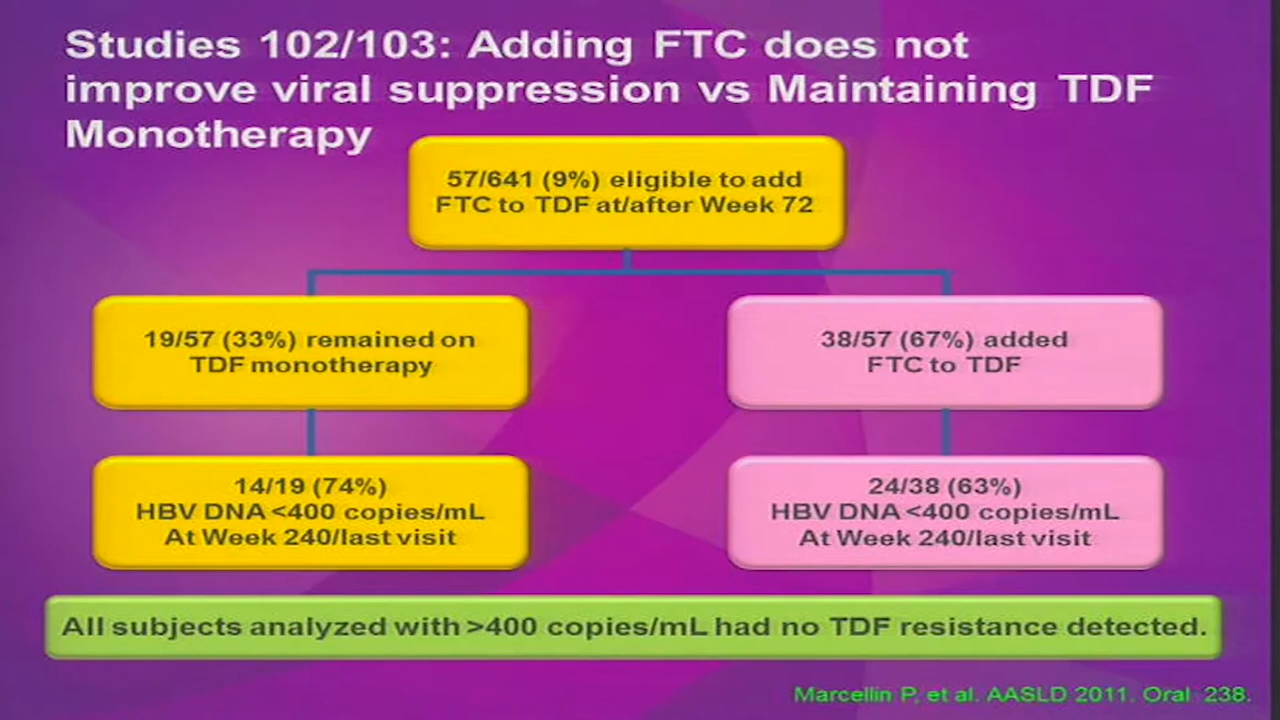 Studies 102/103: Adding FTC does not
improve viral suppression vs Maintaining TDF
Monotherapy
57/641 (9%) eligible to add
FTC to TDF at/after Week 72
19/57 (33%) remained on
TDF monotherapy
38/57 (67%) added
FTC to TDF
14/19 (74%)
HBV DNA <400 copies/mL
At Week 240/last visit
24/38 (63%)
HBV DNA <400 copies/mL
At Week 240/last visit
All subjects analyzed with >400 copies/mL had no TDF resistance detected.
Marcellin P, et al. AASLD 2011. Oral 238.